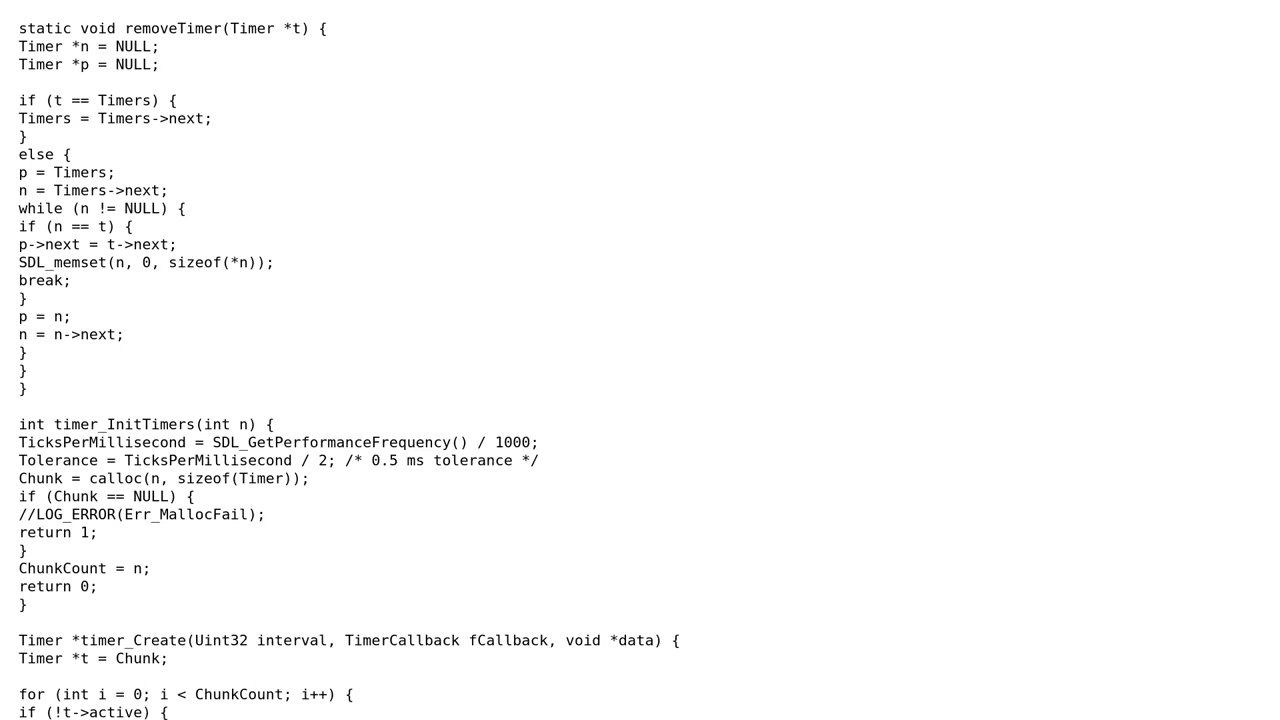 static void removeTimer(Timer *t) {
Timer *n = NULL;
Timer *p = NULL;

if (t == Timers) {
Timers = Timers->next;
}
else {
p = Timers;
n = Timers->next;
while (n != NULL) {
if (n == t) {
p->next = t->next;
SDL_memset(n, 0, sizeof(*n));
break;
}
p = n;
n = n->next;
}
}
}

int timer_InitTimers(int n) {
TicksPerMillisecond = SDL_GetPerformanceFrequency() / 1000;
Tolerance = TicksPerMillisecond / 2; /* 0.5 ms tolerance */
Chunk = calloc(n, sizeof(Timer));
if (Chunk == NULL) {
//LOG_ERROR(Err_MallocFail);
return 1;
}
ChunkCount = n;
return 0;
}

Timer *timer_Create(Uint32 interval, TimerCallback fCallback, void *data) {
Timer *t = Chunk;

for (int i = 0; i < ChunkCount; i++) {
if (!t->active) {